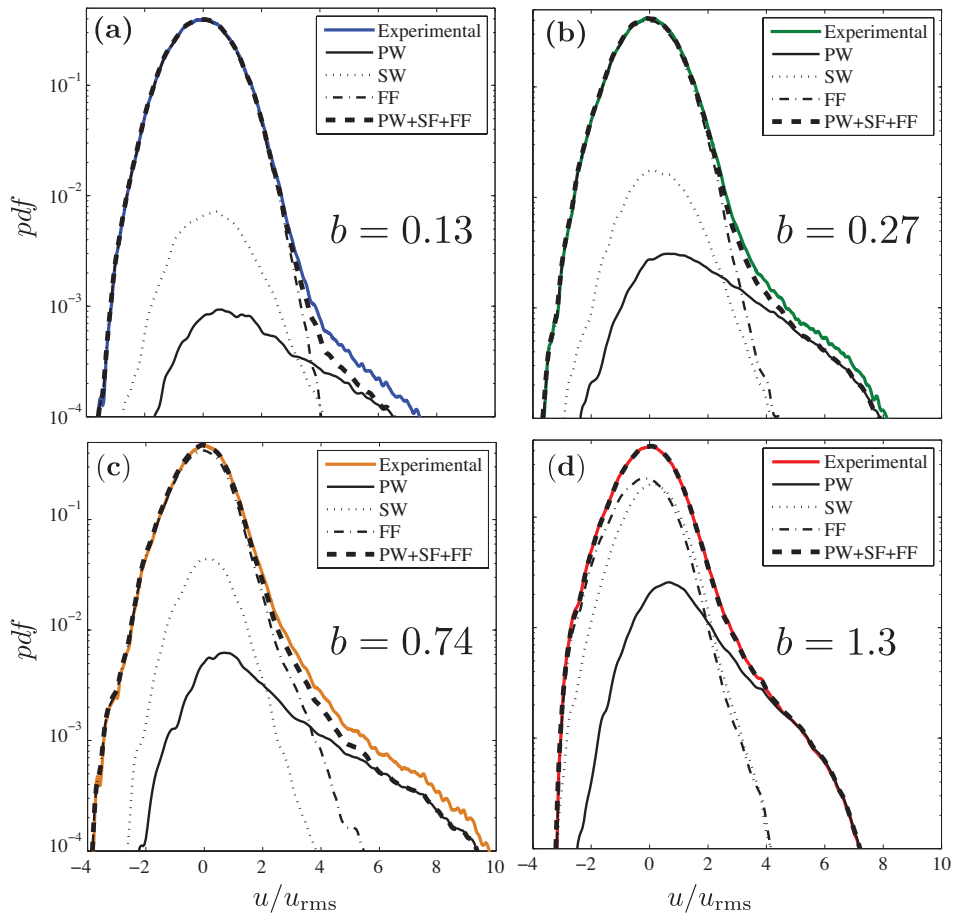 (a)
Experimental
PW
SW
FF
PW+SF+FF
b = 0.13
pdf
10⁻¹
10⁻²
10⁻³
10⁻⁴
(b)
Experimental
PW
SW
FF
PW+SF+FF
b = 0.27
(c)
Experimental
PW
SW
FF
PW+SF+FF
b = 0.74
pdf
10⁻¹
10⁻²
10⁻³
10⁻⁴
−4 −2 0 2 4 6 8 10
u/u_rms
(d)
Experimental
PW
SW
FF
PW+SF+FF
b = 1.3
−4 −2 0 2 4 6 8 10
u/u_rms